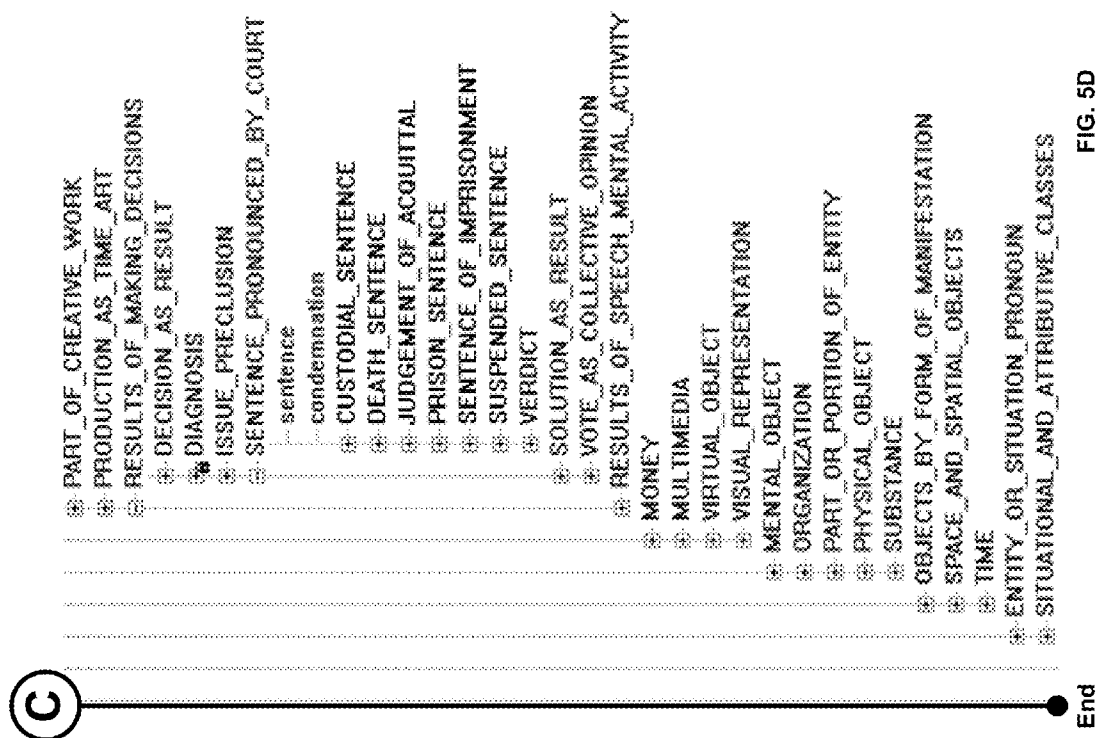 C
PART_OF_CREATIVE_WORK
PRODUCTION_AS_TIME_ART
RESULTS_OF_MAKING_DECISIONS
DECISION_AS_RESULT
DIAGNOSIS
ISSUE_PRECLUSION
SENTENCE_PRONOUNCED_BY_COURT
sentence
condemnation
CUSTODIAL_SENTENCE
DEATH_SENTENCE
JUDGEMENT_OF_ACQUITTAL
PRISON_SENTENCE
SENTENCE_OF_IMPRISONMENT
SUSPENDED_SENTENCE
VERDICT
SOLUTION_AS_RESULT
VOTE_AS_COLLECTIVE_OPINION
RESULTS_OF_SPEECH_MENTAL_ACTIVITY
MONEY
MULTIMEDIA
VIRTUAL_OBJECT
VISUAL_REPRESENTATION
MENTAL_OBJECT
ORGANIZATION
PART_OR_PORTION_OF_ENTITY
PHYSICAL_OBJECT
SUBSTANCE
OBJECTS_BY_FORM_OF_MANIFESTATION
SPACE_AND_SPATIAL_OBJECTS
TIME
ENTITY_OR_SITUATION_PRONOUN
SITUATIONAL_AND_ATTRIBUTIVE_CLASSES
End
FIG. 5D